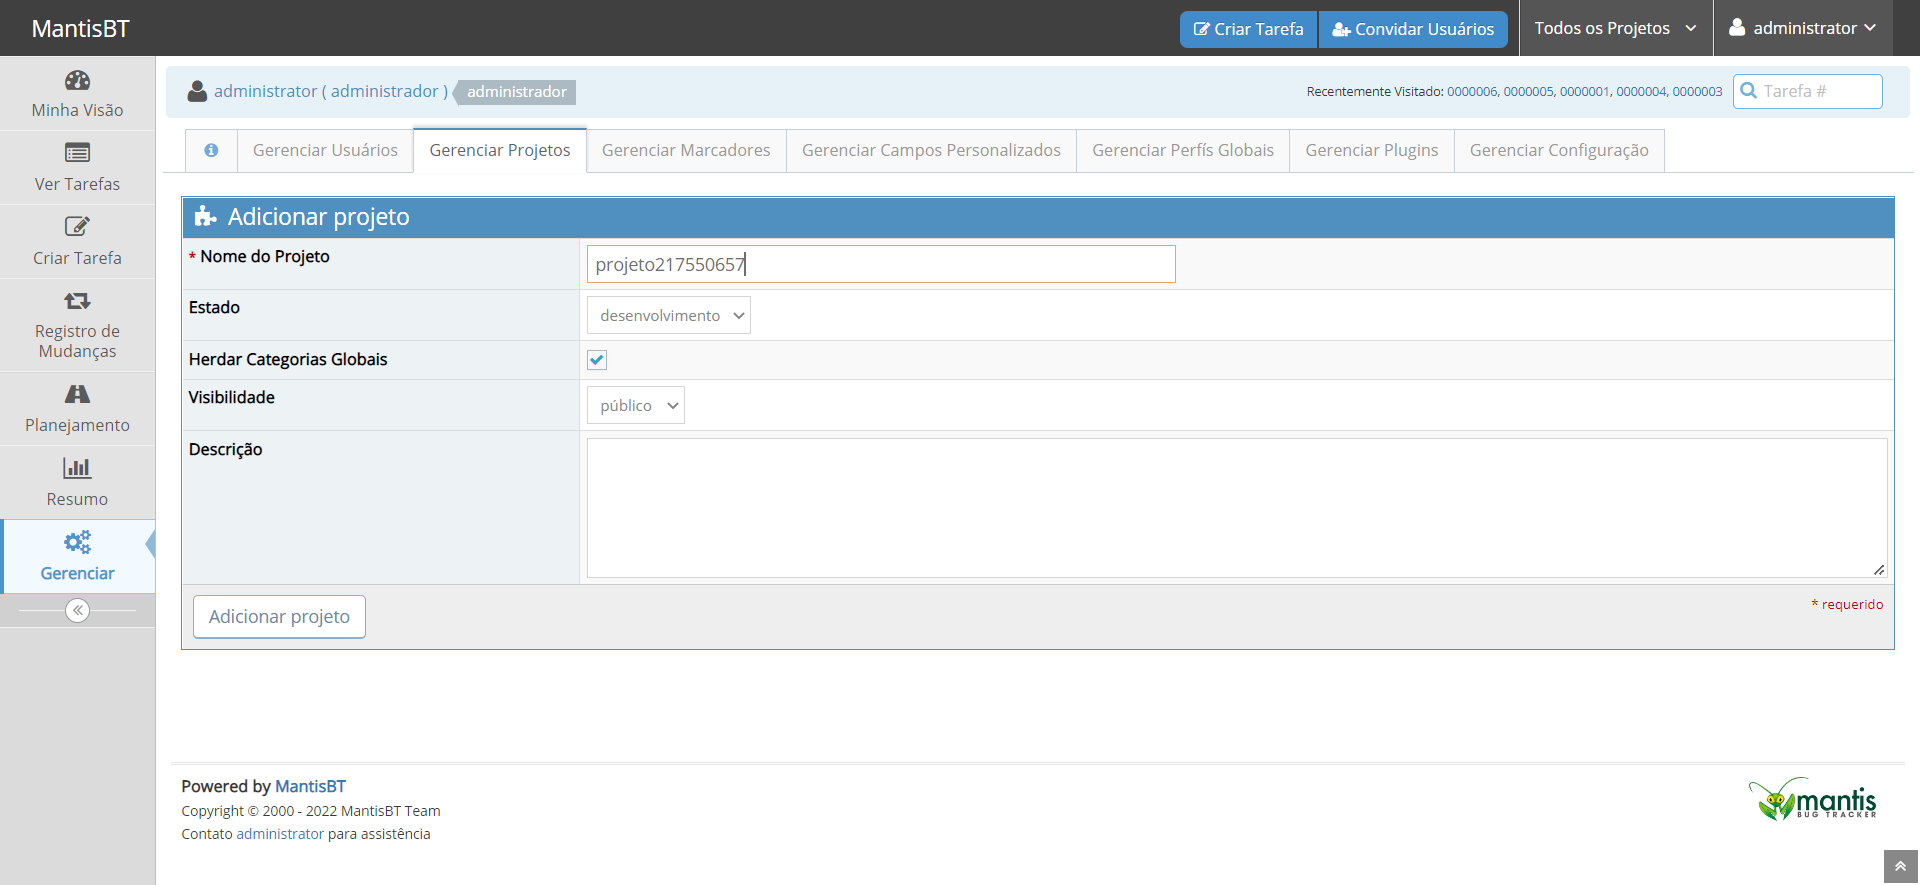 MantisBT
Criar Tarefa
Convidar Usuários
Todos os Projetos
administrator
Minha Visão
Ver Tarefas
Criar Tarefa
Registro de
Mudanças
Planejamento
Resumo
Gerenciar
administrator ( administrador ) administrador
Recentemente Visitado: 0000006, 0000005, 0000001, 0000004, 0000003
Tarefa #
Gerenciar Usuários
Gerenciar Projetos
Gerenciar Marcadores
Gerenciar Campos Personalizados
Gerenciar Perfís Globais
Gerenciar Plugins
Gerenciar Configuração
Adicionar projeto
* Nome do Projeto
projeto217550657
Estado
desenvolvimento
Herdar Categorias Globais
Visibilidade
público
Descrição
Adicionar projeto
* requerido
Powered by MantisBT
Copyright © 2000 - 2022 MantisBT Team
Contato administrator para assistência
mantis
BUG TRACKER